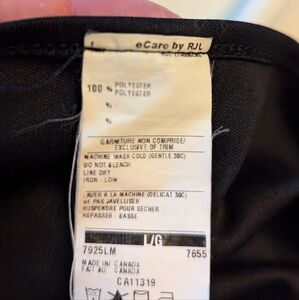 L
eCaro by RJL
100 % POLYESTER
POLYESTER
%
%
GARNITURE NON COMPRISE/
EXCLUSIVE OF TRIM
MACHINE WASH COLD (GENTLE 30C)
DO NOT BLEACH
LINE DRY
IRON - LOW
LAVER A LA MACHINE (DELICAT 30C)
NE PAS JAVELLISER
SUSPENDRE POUR SECHER
REPASSER - BASSE
L/G
7925LM 7655
MADE IN/ CANADA
FAIT AU CANADA
CA11319